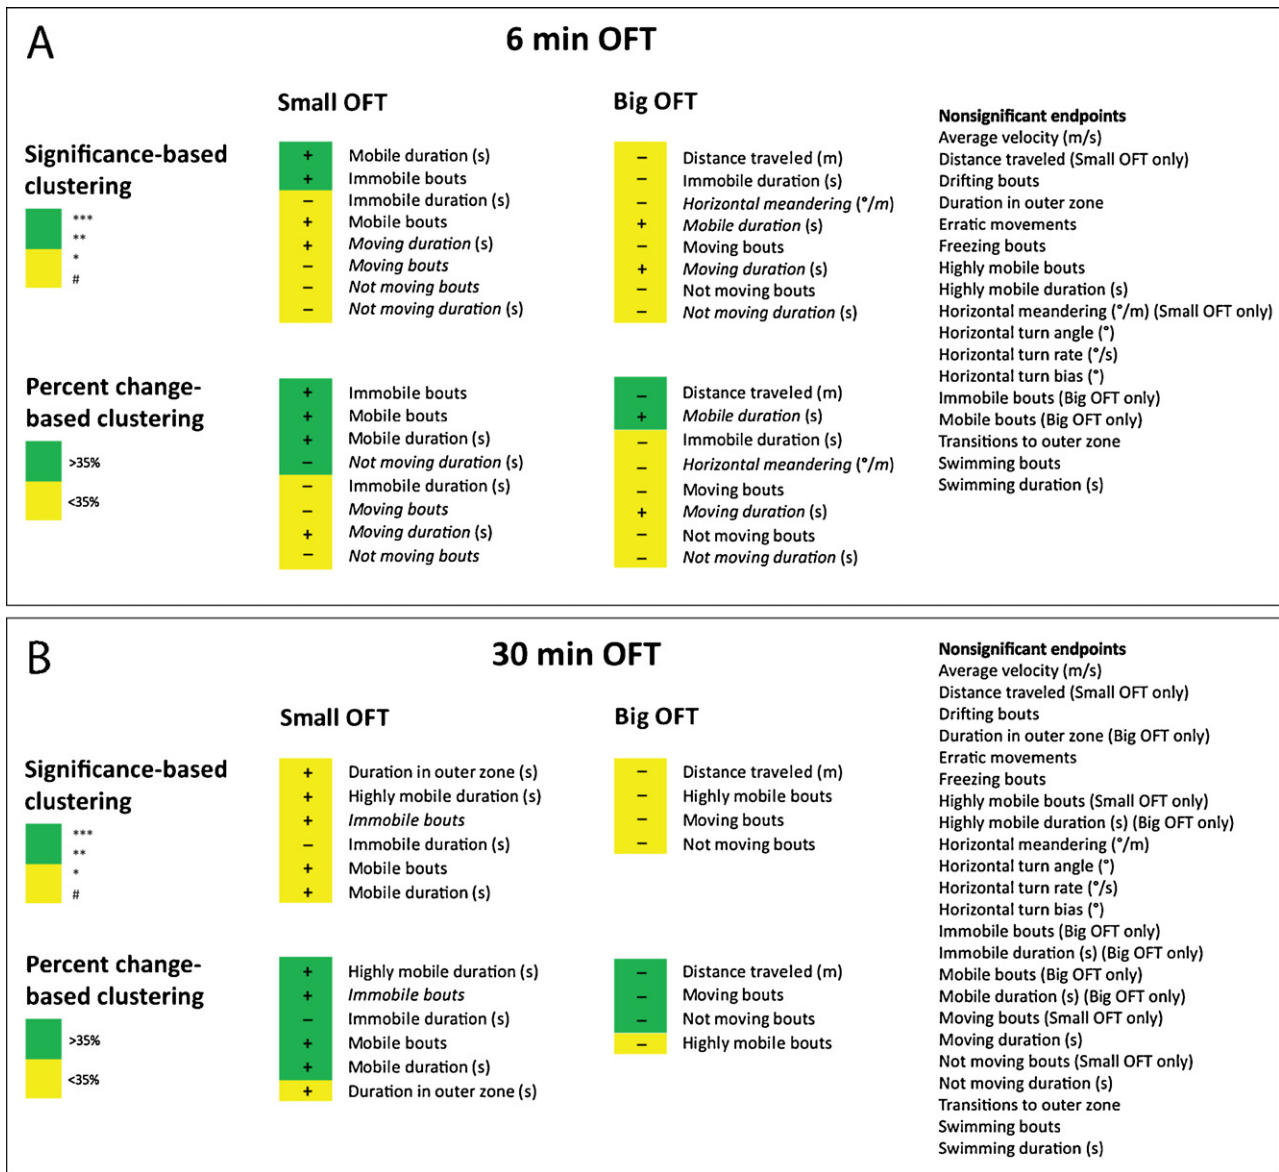 A
6 min OFT
Small OFT
Big OFT
Significance-based
clustering
***
**
*
#
+ Mobile duration (s)
+ Immobile bouts
– Immobile duration (s)
+ Mobile bouts
+ Moving duration (s)
– Moving bouts
– Not moving bouts
– Not moving duration (s)
– Distance traveled (m)
– Immobile duration (s)
– Horizontal meandering (°/m)
+ Mobile duration (s)
– Moving bouts
+ Moving duration (s)
– Not moving bouts
– Not moving duration (s)
Percent change-
based clustering
>35%
<35%
+ Immobile bouts
+ Mobile bouts
+ Mobile duration (s)
– Not moving duration (s)
– Immobile duration (s)
– Moving bouts
+ Moving duration (s)
– Not moving bouts
– Distance traveled (m)
+ Mobile duration (s)
– Immobile duration (s)
– Horizontal meandering (°/m)
– Moving bouts
+ Moving duration (s)
– Not moving bouts
– Not moving duration (s)
Nonsignificant endpoints
Average velocity (m/s)
Distance traveled (Small OFT only)
Drifting bouts
Duration in outer zone
Erratic movements
Freezing bouts
Highly mobile bouts
Highly mobile duration (s)
Horizontal meandering (°/m) (Small OFT only)
Horizontal turn angle (°)
Horizontal turn rate (°/s)
Horizontal turn bias (°)
Immobile bouts (Big OFT only)
Mobile bouts (Big OFT only)
Transitions to outer zone
Swimming bouts
Swimming duration (s)
B
30 min OFT
Small OFT
Big OFT
Significance-based
clustering
***
**
*
#
+ Duration in outer zone (s)
+ Highly mobile duration (s)
+ Immobile bouts
– Immobile duration (s)
+ Mobile bouts
+ Mobile duration (s)
– Distance traveled (m)
– Highly mobile bouts
– Moving bouts
– Not moving bouts
Percent change-
based clustering
>35%
<35%
+ Highly mobile duration (s)
+ Immobile bouts
– Immobile duration (s)
+ Mobile bouts
+ Mobile duration (s)
+ Duration in outer zone (s)
– Distance traveled (m)
– Moving bouts
– Not moving bouts
– Highly mobile bouts
Nonsignificant endpoints
Average velocity (m/s)
Distance traveled (Small OFT only)
Drifting bouts
Duration in outer zone (Big OFT only)
Erratic movements
Freezing bouts
Highly mobile bouts (Small OFT only)
Highly mobile duration (s) (Big OFT only)
Horizontal meandering (°/m)
Horizontal turn angle (°)
Horizontal turn rate (°/s)
Horizontal turn bias (°)
Immobile bouts (Big OFT only)
Immobile duration (s) (Big OFT only)
Mobile bouts (Big OFT only)
Mobile duration (s) (Big OFT only)
Moving bouts (Small OFT only)
Moving duration (s)
Not moving bouts (Small OFT only)
Not moving duration (s)
Transitions to outer zone
Swimming bouts
Swimming duration (s)